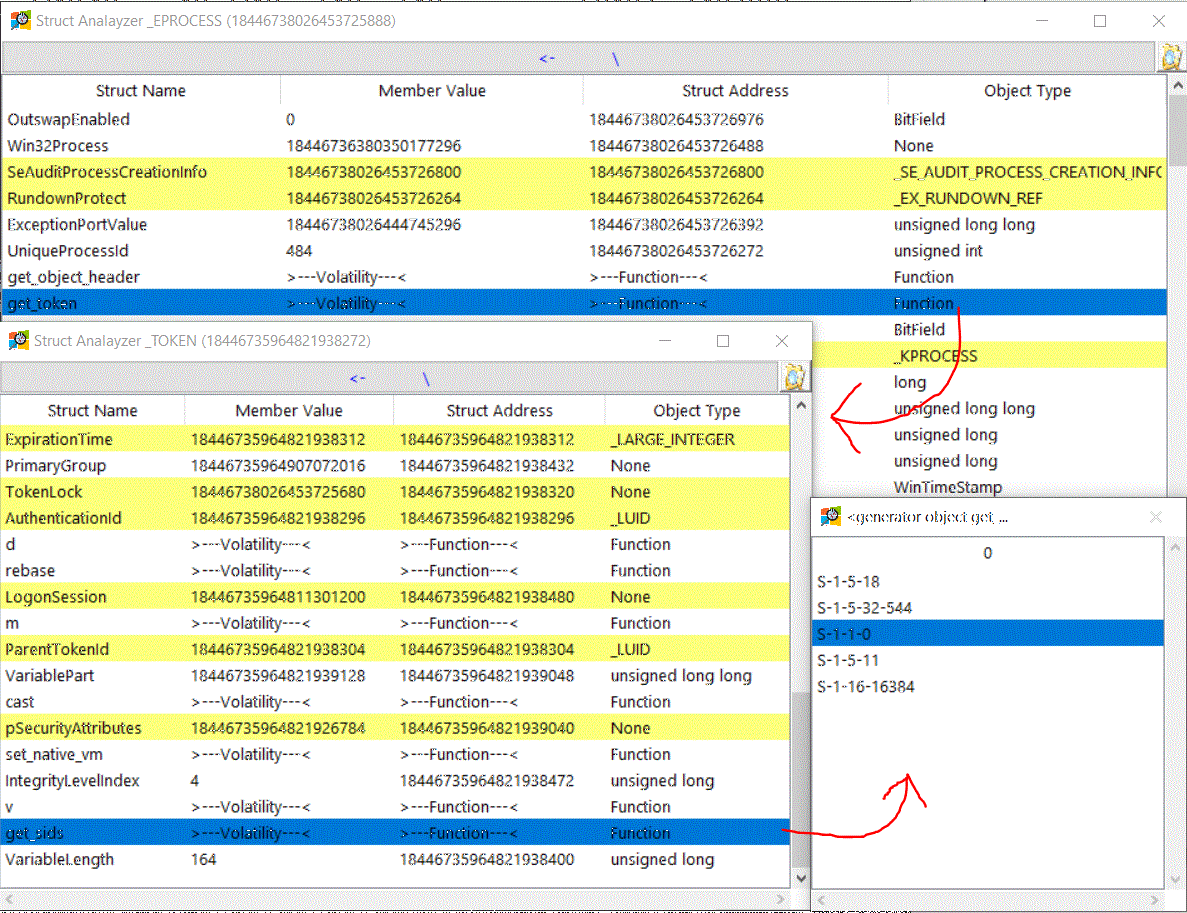 Struct Analayzer _EPROCESS (18446738026453725888)
<- \
Struct Name Member Value Struct Address Object Type
OutswapEnabled 0 18446738026453726976 BitField
Win32Process 18446736380350177296 18446738026453726488 None
SeAuditProcessCreationInfo 18446738026453726800 18446738026453726800 _SE_AUDIT_PROCESS_CREATION_INFO
RundownProtect 18446738026453726264 18446738026453726264 _EX_RUNDOWN_REF
ExceptionPortValue 18446738026444745296 18446738026453726392 unsigned long long
UniqueProcessId 484 18446738026453726272 unsigned int
get_object_header >---Volatility---< >---Function---< Function
get_token >---Volatility---< >---Function---< Function
BitField
_KPROCESS
long
unsigned long long
unsigned long
unsigned long
WinTimeStamp
Struct Analayzer _TOKEN (18446735964821938272)
<- \
Struct Name Member Value Struct Address Object Type
ExpirationTime 18446735964821938312 18446735964821938312 _LARGE_INTEGER
PrimaryGroup 18446735964907072016 18446735964821938432 None
TokenLock 18446738026453725680 18446735964821938320 None
AuthenticationId 18446735964821938296 18446735964821938296 _LUID
d >---Volatility---< >---Function---< Function
rebase >---Volatility---< >---Function---< Function
LogonSession 18446735964811301200 18446735964821938480 None
m >---Volatility---< >---Function---< Function
ParentTokenId 18446735964821938304 18446735964821938304 _LUID
VariablePart 18446735964821939128 18446735964821939048 unsigned long long
cast >---Volatility---< >---Function---< Function
pSecurityAttributes 18446735964821926784 18446735964821939040 None
set_native_vm >---Volatility---< >---Function---< Function
IntegrityLevelIndex 4 18446735964821938472 unsigned long
v >---Volatility---< >---Function---< Function
get_sids >---Volatility---< >---Function---< Function
VariableLength 164 18446735964821938400 unsigned long
<generator object get_...
0
S-1-5-18
S-1-5-32-544
S-1-1-0
S-1-5-11
S-1-16-16384